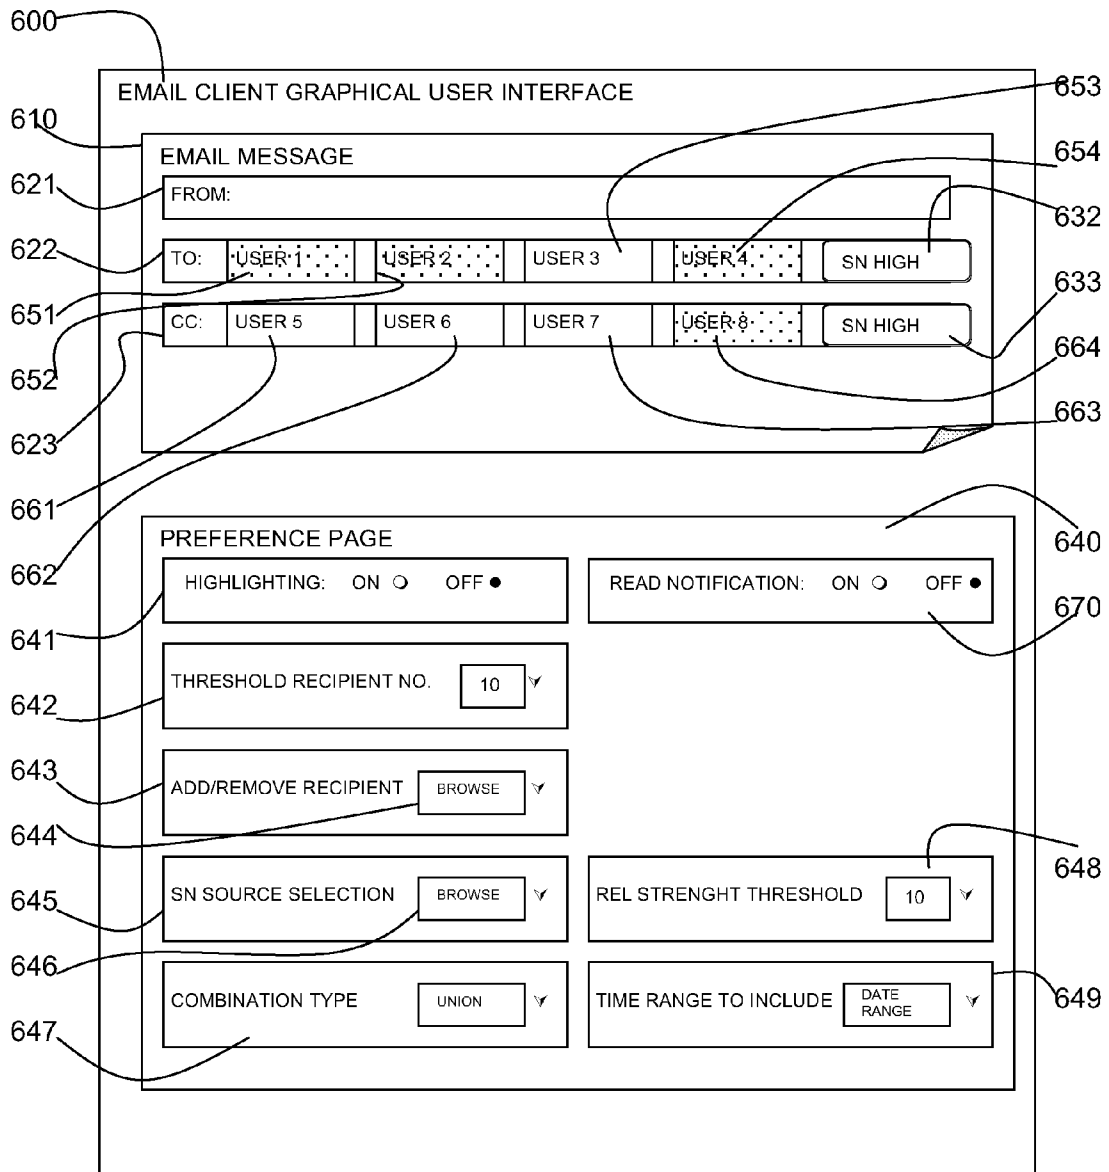 600
EMAIL CLIENT GRAPHICAL USER INTERFACE
653
610
EMAIL MESSAGE
654
621
FROM:
632
622
TO: USER 1 USER 2 USER 3 USER 4 SN HIGH
633
651
CC: USER 5 USER 6 USER 7 USER 8 SN HIGH
664
652
663
623
661
PREFERENCE PAGE
640
662
HIGHLIGHTING: ON OFF
READ NOTIFICATION: ON OFF
670
641
THRESHOLD RECIPIENT NO. 10
642
643
ADD/REMOVE RECIPIENT BROWSE
644
648
645
SN SOURCE SELECTION BROWSE
REL STRENGHT THRESHOLD 10
646
COMBINATION TYPE UNION
TIME RANGE TO INCLUDE DATE
RANGE
649
647